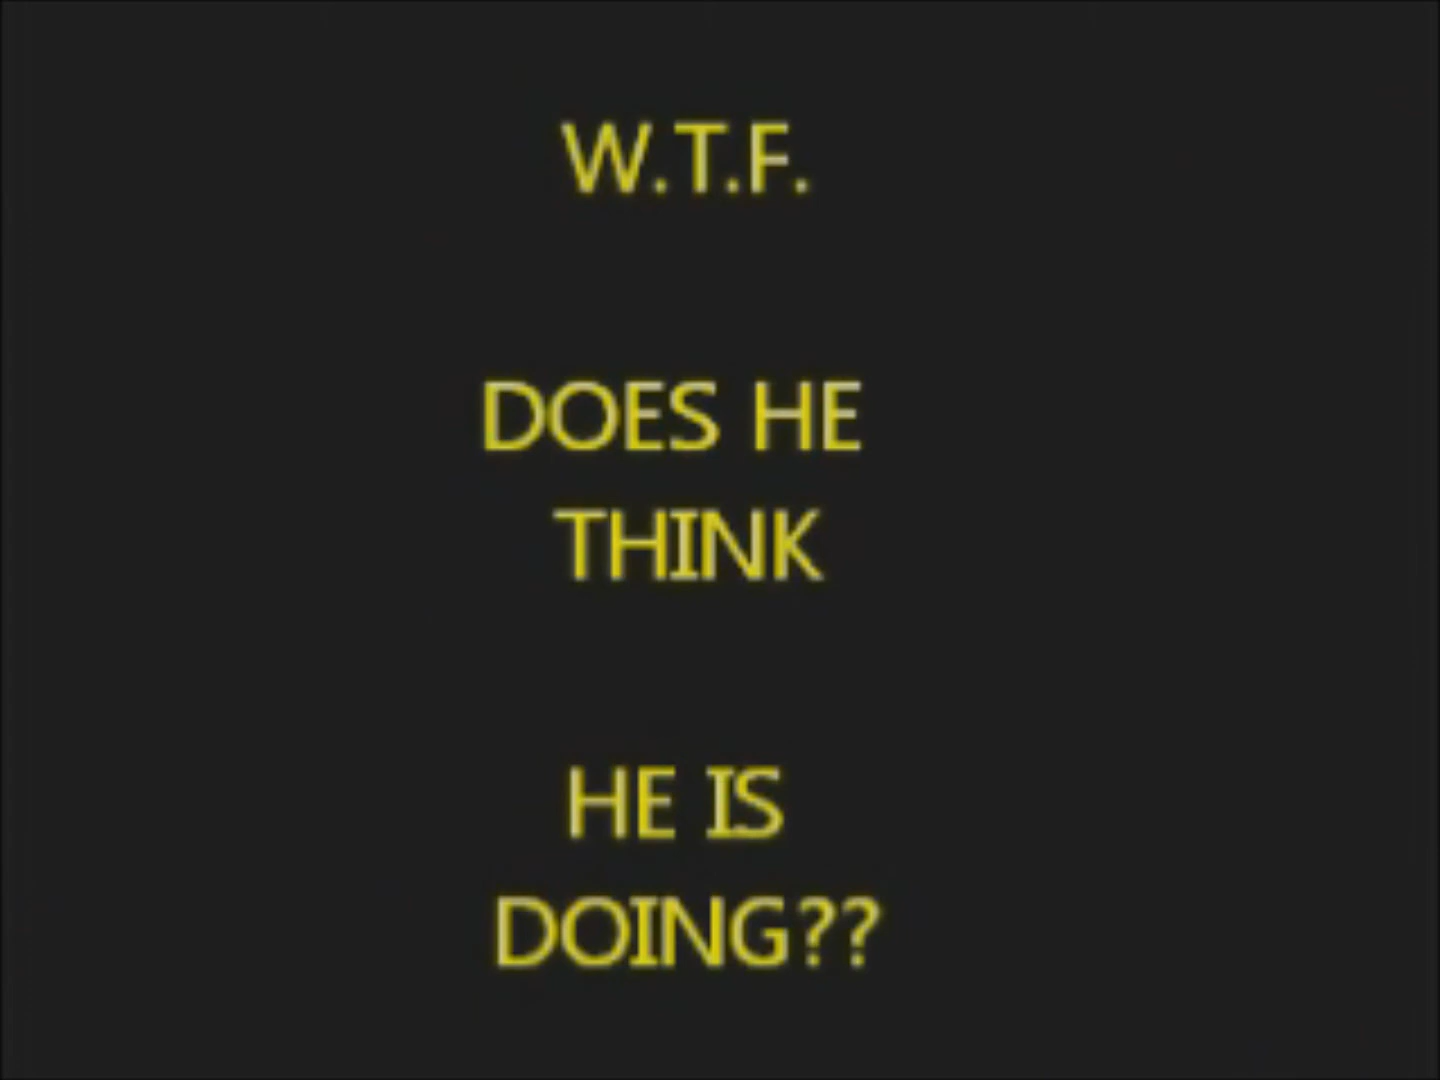 W.T.F.
DOES HE
THINK
HE IS
DOING??